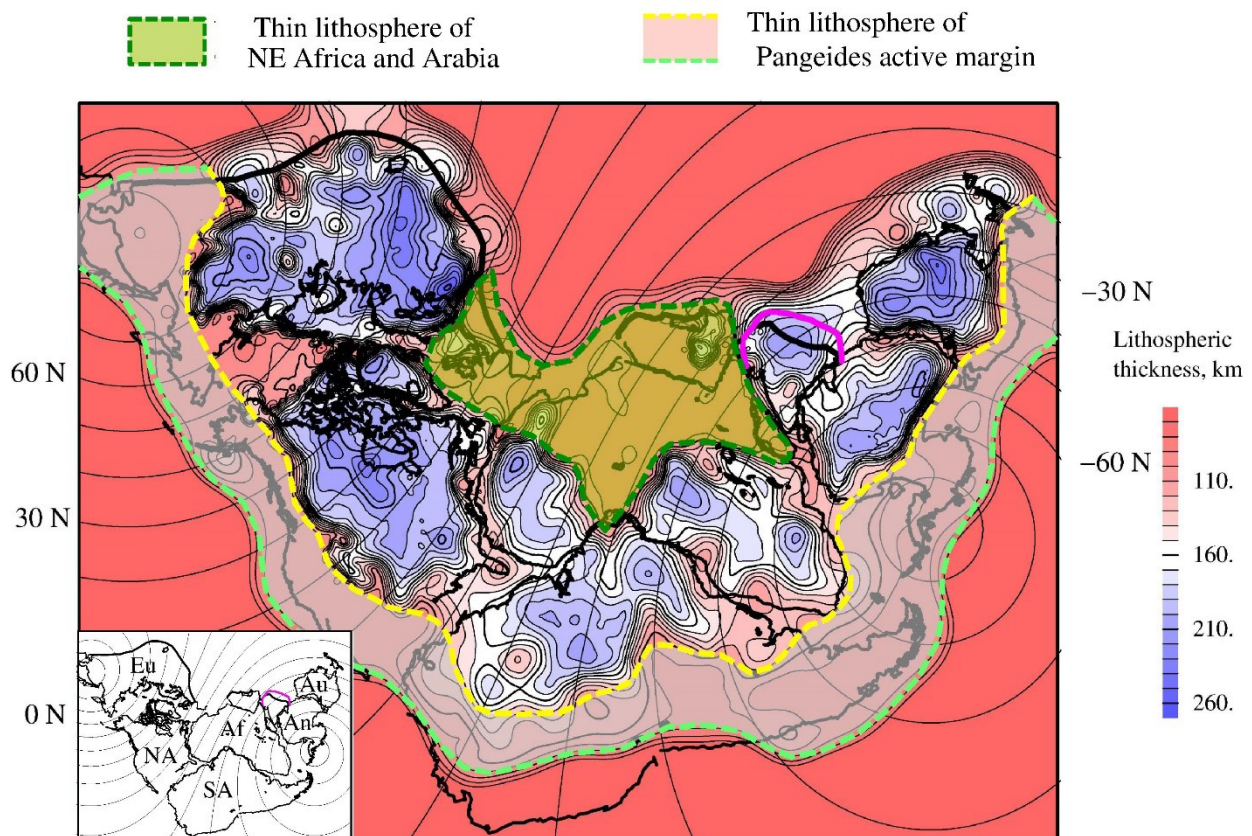 Thin lithosphere of
NE Africa and Arabia
Thin lithosphere of
Pangeides active margin
60 N
30 N
0 N
−30 N
Lithospheric
thickness, km
−60 N
110.
160.
210.
260.
Eu
Au
Af
An
NA
SA